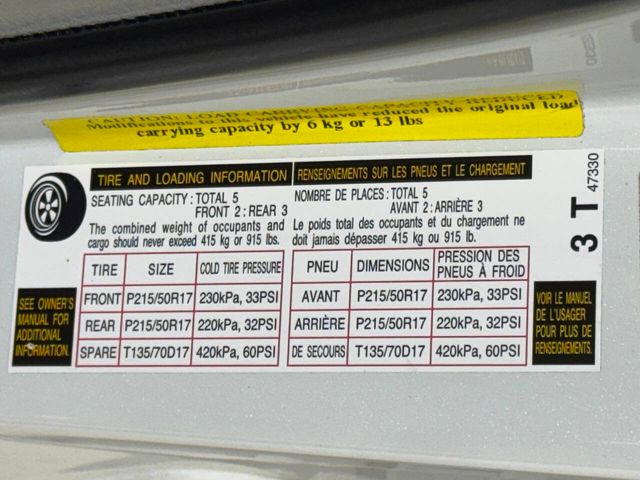 CAUTION: LOAD CARRYING CAPACITY REDUCED
Modifications to this vehicle have reduced the original load
carrying capacity by 6 kg or 13 lbs
TIRE AND LOADING INFORMATION
SEATING CAPACITY: TOTAL 5
FRONT 2: REAR 3
The combined weight of occupants and
cargo should never exceed 415 kg or 915 lbs.
RENSEIGNEMENTS SUR LES PNEUS ET LE CHARGEMENT
NOMBRE DE PLACES: TOTAL 5
AVANT 2: ARRIÈRE 3
Le poids total des occupants et du chargement ne
doit jamais dépasser 415 kg ou 915 lb.
SEE OWNER'S
MANUAL FOR
ADDITIONAL
INFORMATION.
TIRE SIZE COLD TIRE PRESSURE
FRONT P215/50R17 230kPa, 33PSI
REAR P215/50R17 220kPa, 32PSI
SPARE T135/70D17 420kPa, 60PSI
PNEU DIMENSIONS PRESSION DES
PNEUS À FROID
AVANT P215/50R17 230kPa, 33PSI
ARRIÈRE P215/50R17 220kPa, 32PSI
DE SECOURS T135/70D17 420kPa, 60PSI
VOIR LE MANUEL
DE L'USAGER
POUR PLUS DE
RENSEIGNEMENTS.
3 T 47330